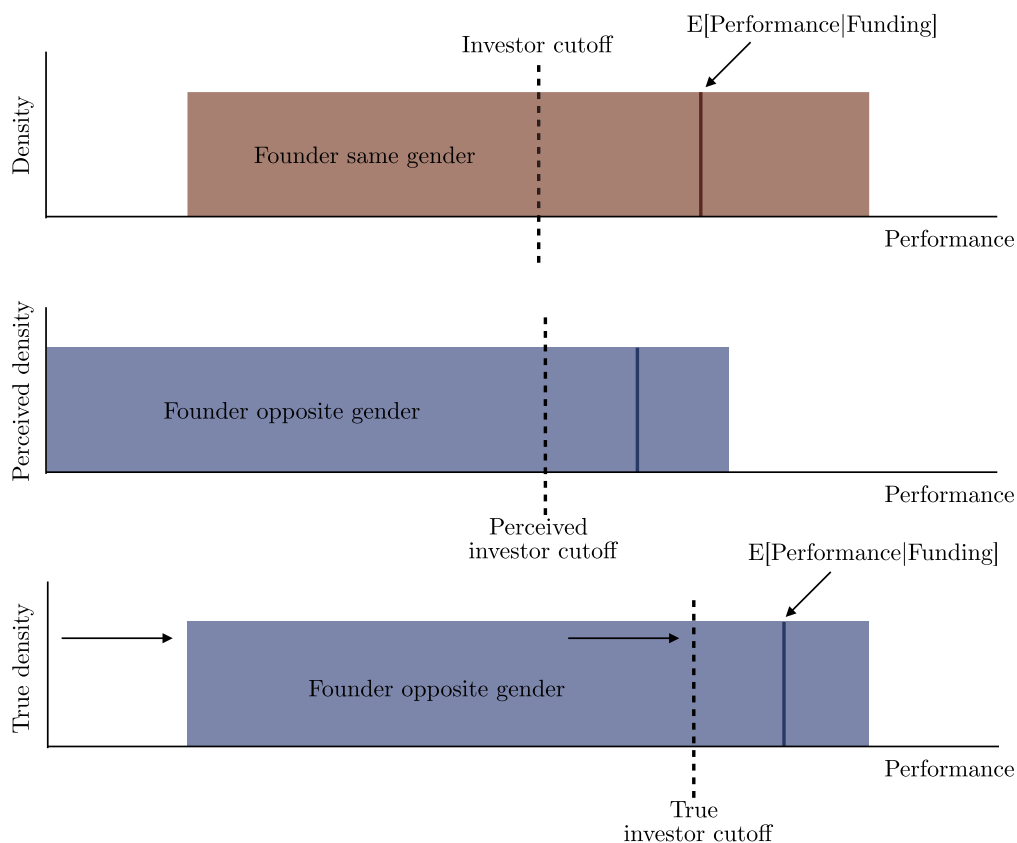 E[Performance|Funding]
Investor cutoff
Density
Founder same gender
Performance
Perceived density
Founder opposite gender
Performance
Perceived
investor cutoff
E[Performance|Funding]
True density
Founder opposite gender
Performance
True
investor cutoff